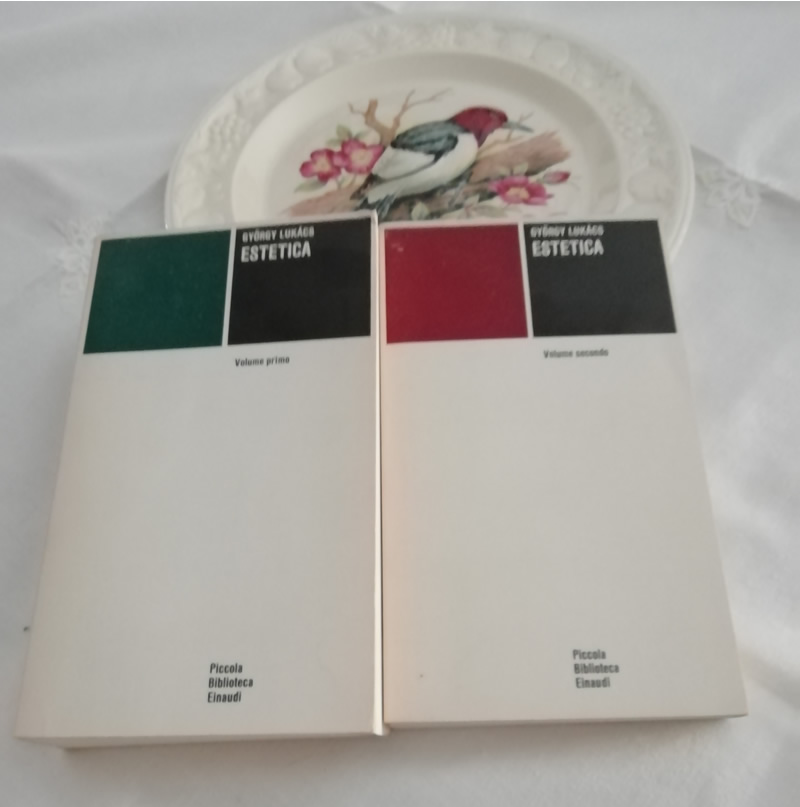 GYÖRGY LUKÁCS
ESTETICA
Volume primo
Piccola
Biblioteca
Einaudi
GYÖRGY LUKÁCS
ESTETICA
Volume secondo
Piccola
Biblioteca
Einaudi